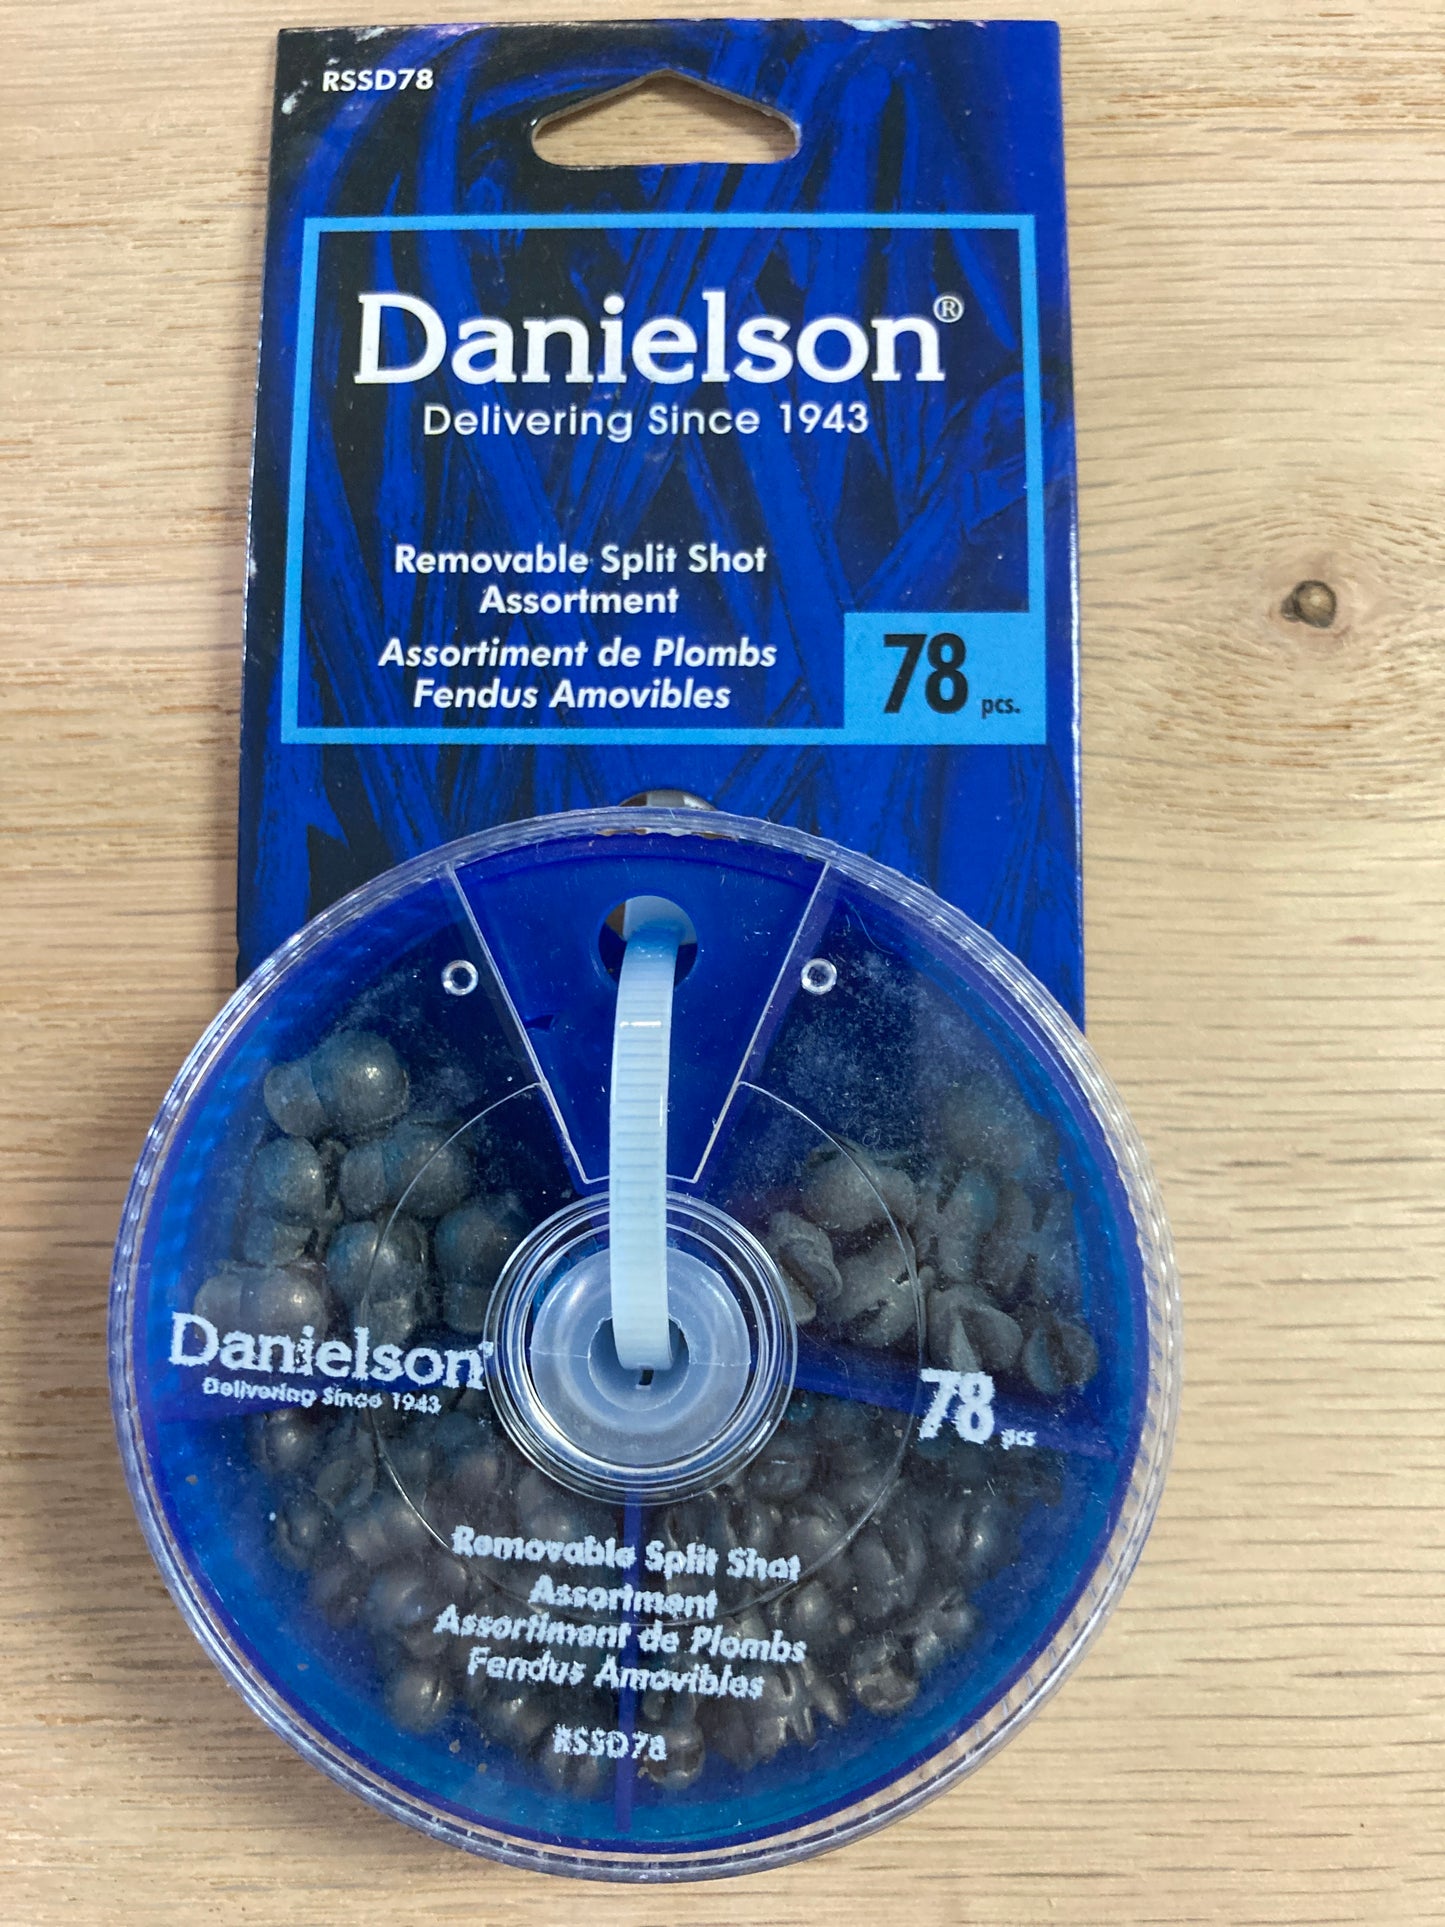 RSSD78
Danielson®
Delivering Since 1943
Removable Split Shot
Assortment
Assortiment de Plombs
Fendus Amovibles
78 pcs.
Danielson
Delivering Since 1943
78 pcs
Removable Split Shot
Assortment
Assortiment de Plombs
Fendus Amovibles
RSSD78